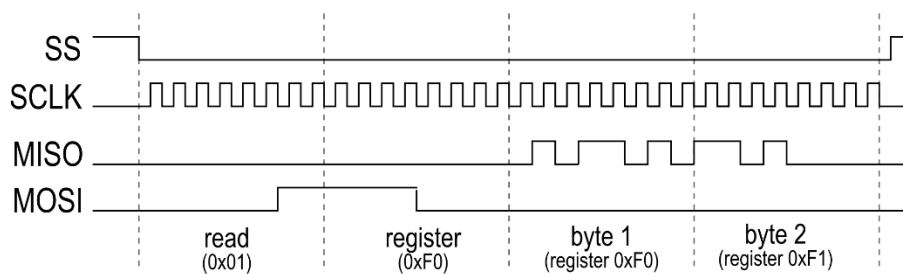 SS
SCLK
MISO
MOSI
read
(0x01)
register
(0xF0)
byte 1
(register 0xF0)
byte 2
(register 0xF1)